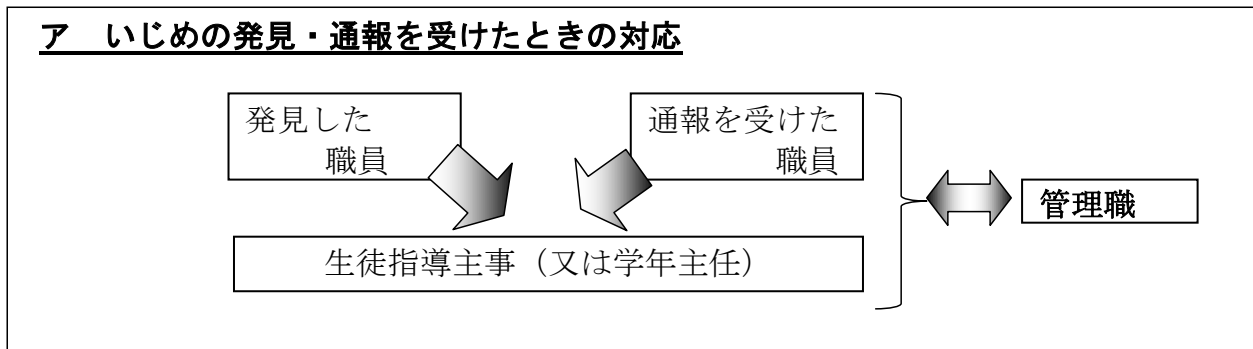 ア　いじめの発見・通報を受けたときの対応
発見した
職員
通報を受けた
職員
管理職
生徒指導主事（又は学年主任）